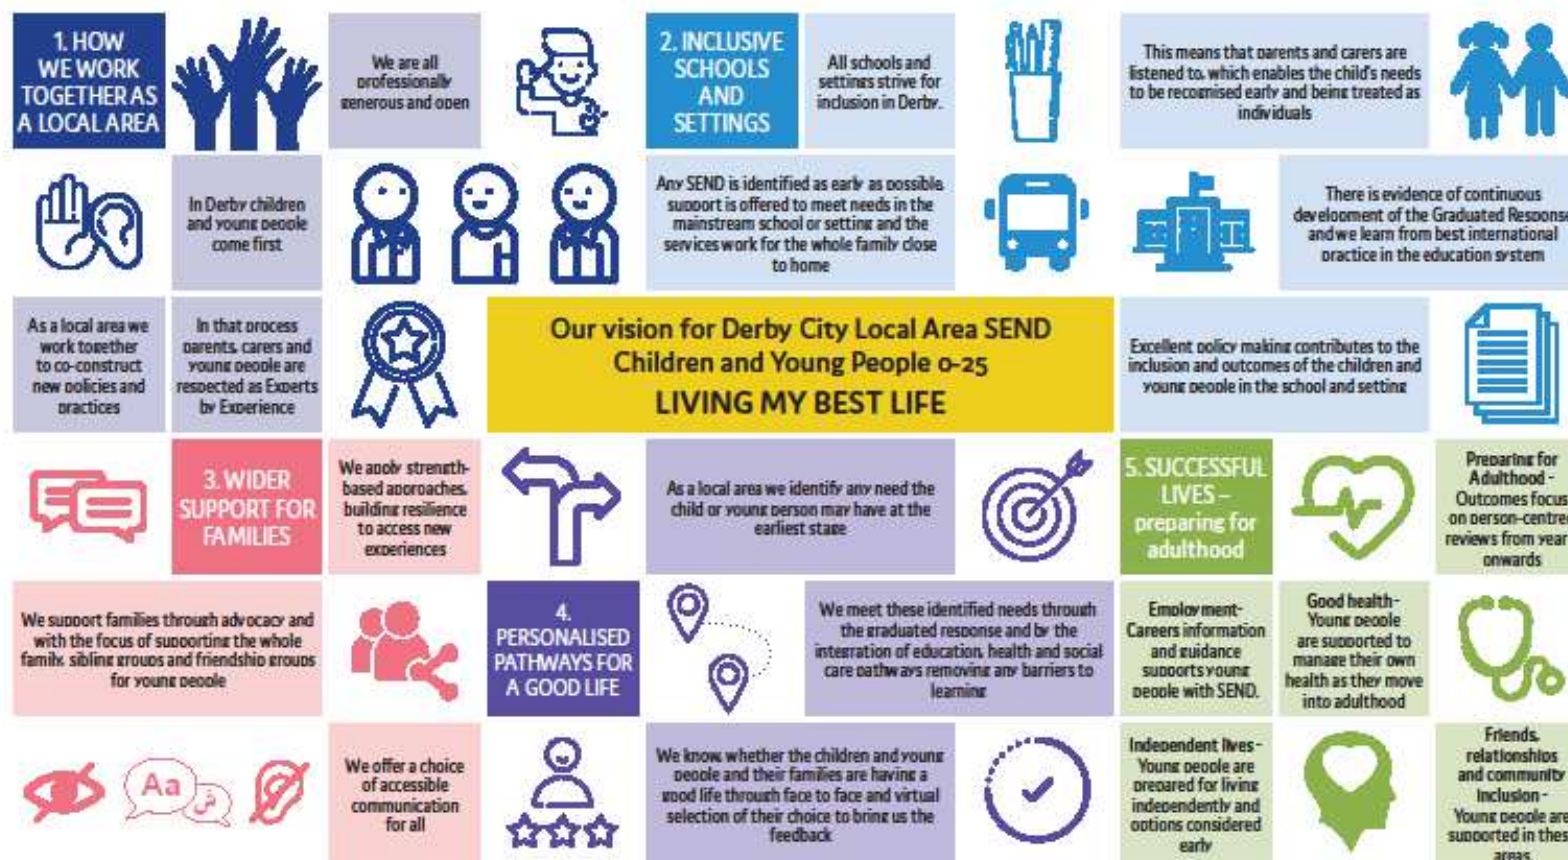 1. HOW
WE WORK
TOGETHER AS
A LOCAL AREA
We are all
professionally
generous and open
2. INCLUSIVE
SCHOOLS
AND
SETTINGS
All schools and
settings strive for
inclusion in Derby.
This means that parents and carers are
listened to, which enables the child's needs
to be recognised early and being treated as
individuals
In Derby children
and young people
come first
Any SEND is identified as early as possible,
support is offered to meet needs in the
mainstream school or setting and the
services work for the whole family close
to home
There is evidence of continuous
development of the Graduated Response
and we learn from best international
practice in the education system
As a local area we
work together
to co-construct
new policies and
practices
In that process
parents, carers and
young people are
respected as Experts
by Experience
Our vision for Derby City Local Area SEND
Children and Young People 0-25
LIVING MY BEST LIFE
Excellent policy making contributes to the
inclusion and outcomes of the children and
young people in the school and setting
3. WIDER
SUPPORT FOR
FAMILIES
We apply strength-
based approaches,
building resilience
to access new
experiences
As a local area we identify any need the
child or young person may have at the
earliest stage
5. SUCCESSFUL
LIVES –
preparing for
adulthood
Preparing for
Adulthood -
Outcomes focus
on person-centre
reviews from year
onwards
We support families through advocacy and
with the focus of supporting the whole
family, sibling groups and friendship groups
for young people
4.
PERSONALISED
PATHWAYS FOR
A GOOD LIFE
We meet these identified needs through
the graduated response and by the
integration of education, health and social
care pathways removing any barriers to
learning
Employment-
Careers information
and guidance
supports young
people with SEND.
Good health-
Young people
are supported to
manage their own
health as they move
into adulthood
Aa
ض
We offer a choice
of accessible
communication
for all
We know whether the children and young
people and their families are having a
good life through face to face and virtual
selection of their choice to bring us the
feedback
Independent lives -
Young people are
prepared for living
independently and
options considered
early
Friends,
relationships
and community
inclusion -
Young people are
supported in these
areas.